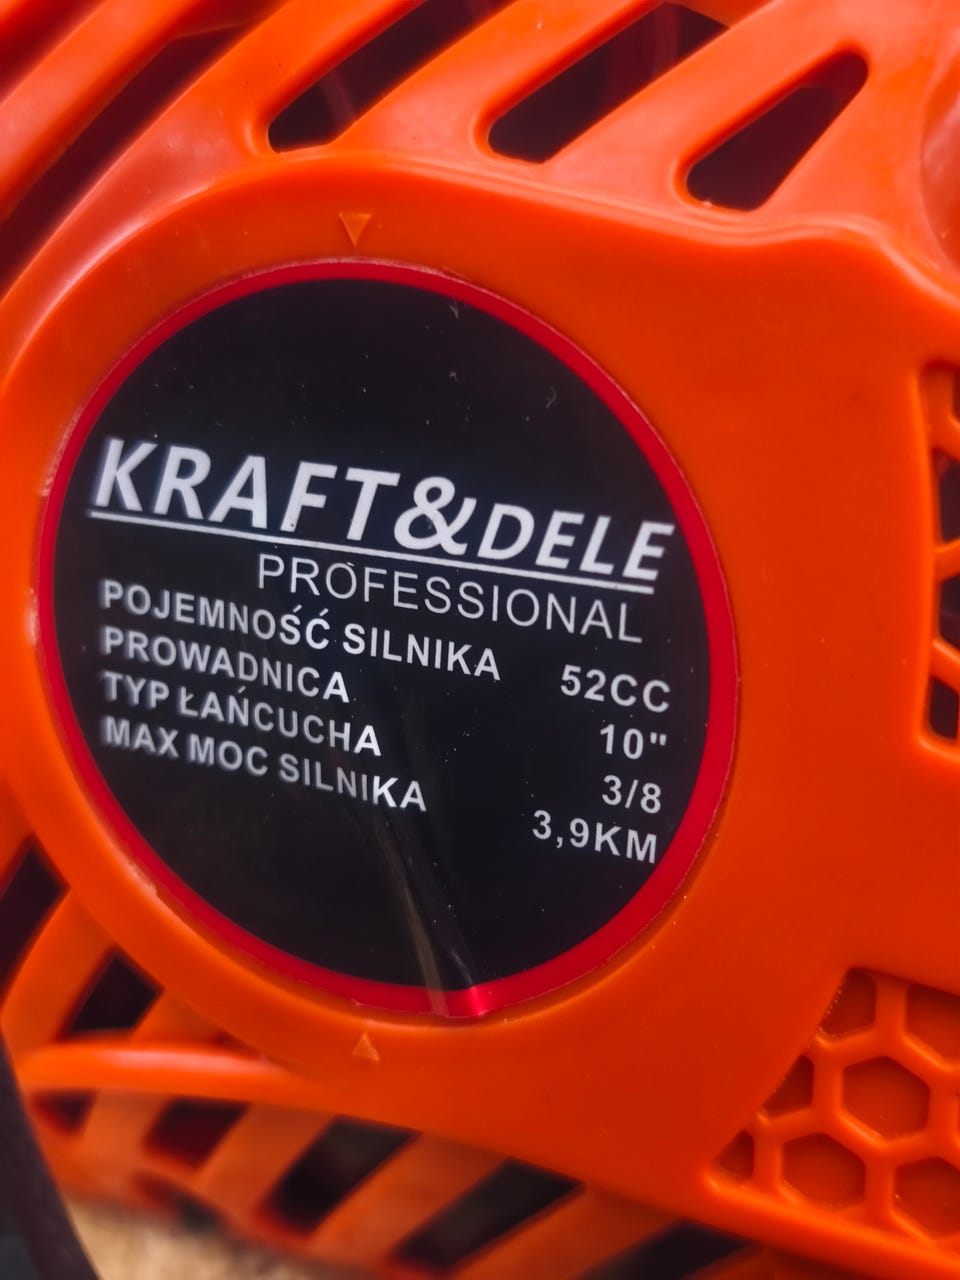 KRAFT&DELE
PROFESSIONAL
POJEMNOŚĆ SILNIKA 52CC
PROWADNICA 10"
TYP ŁAŃCUCHA 3/8
MAX MOC SILNIKA 3,9KM